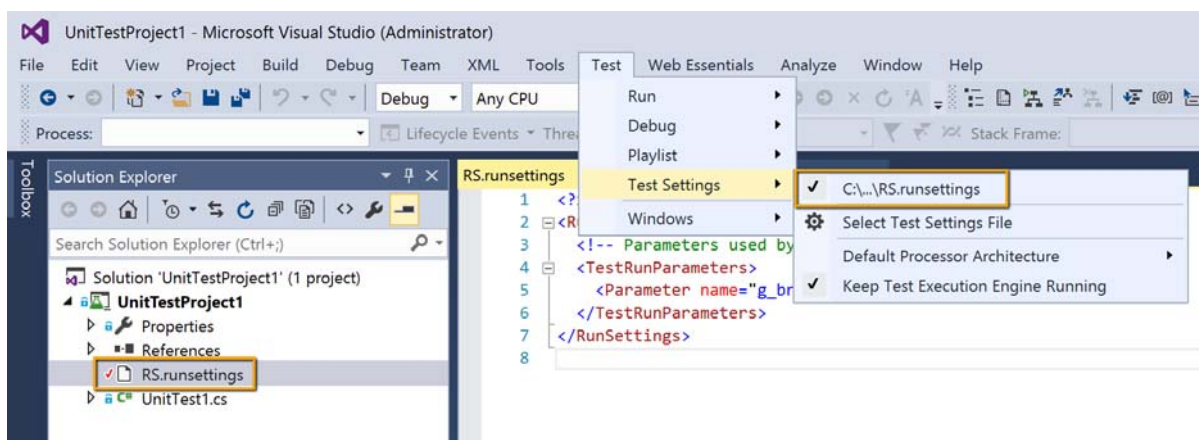 UnitTestProject1 - Microsoft Visual Studio (Administrator)
File Edit View Project Build Debug Team XML Tools Test Web Essentials Analyze Window Help
Debug Any CPU
Process: Lifecycle Events Stack Frame:
Toolbox
Solution Explorer
Search Solution Explorer (Ctrl+;)
Solution 'UnitTestProject1' (1 project)
UnitTestProject1
Properties
References
RS.runsettings
C# UnitTest1.cs
RS.runsettings
1 <?
2 <R
3 <!-- Parameters used by
4 <TestRunParameters>
5 <Parameter name="g_br
6 </TestRunParameters>
7 </RunSettings>
8
Run
Debug
Playlist
Test Settings
Windows
C:\...\RS.runsettings
Select Test Settings File
Default Processor Architecture
Keep Test Execution Engine Running